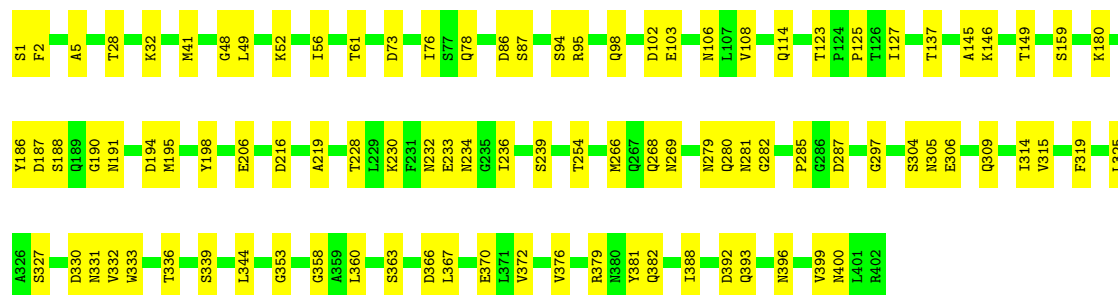 S1 F2 A5 T28 K32 M41 G48 L49 K52 I56 T61 D73 I76 S77 Q78 D86 S87 S94 R95 Q98 D102 E103 N106 L107 V108 Q114 T123 P124 P125 T126 I127 T137 A145 K146 T149 S159 K180
Y186 D187 S188 Q189 G190 N191 D194 M195 Y198 E206 D216 A219 T228 L229 K230 F231 N232 E233 N234 G235 I236 S239 T254 M266 Q267 Q268 N269 N279 Q280 N281 G282 P285 G286 D287 G297 S304 N305 E306 Q309 I314 V315 F319
A326 S327 D330 N331 V332 W333 T336 S339 L344 G353 G358 A359 L360 S363 D366 L367 E370 L371 V372 V376 R379 N380 Y381 Q382 I388 D392 Q393 N396 V399 N400 L401 R402